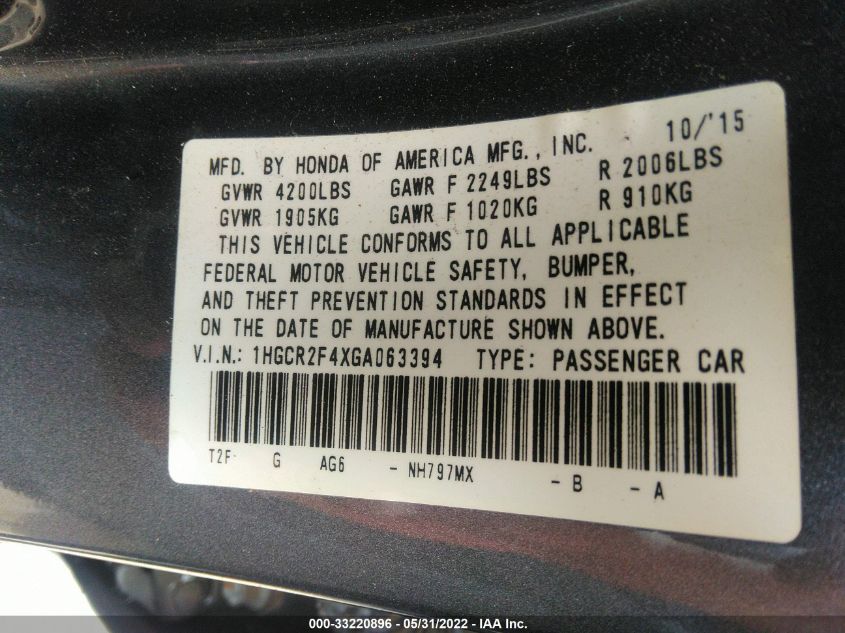 10/'15
MFD. BY HONDA OF AMERICA MFG., INC.
GVWR 4200LBS GAWR F 2249LBS R 2006LBS
GVWR 1905KG GAWR F 1020KG R 910KG
THIS VEHICLE CONFORMS TO ALL APPLICABLE
FEDERAL MOTOR VEHICLE SAFETY, BUMPER,
AND THEFT PREVENTION STANDARDS IN EFFECT
ON THE DATE OF MANUFACTURE SHOWN ABOVE.
V.I.N.: 1HGCR2F4XGA063394 TYPE: PASSENGER CAR
T2F- G AG6 - NH797MX - B - A
000-33220896 - 05/31/2022 - IAA Inc.